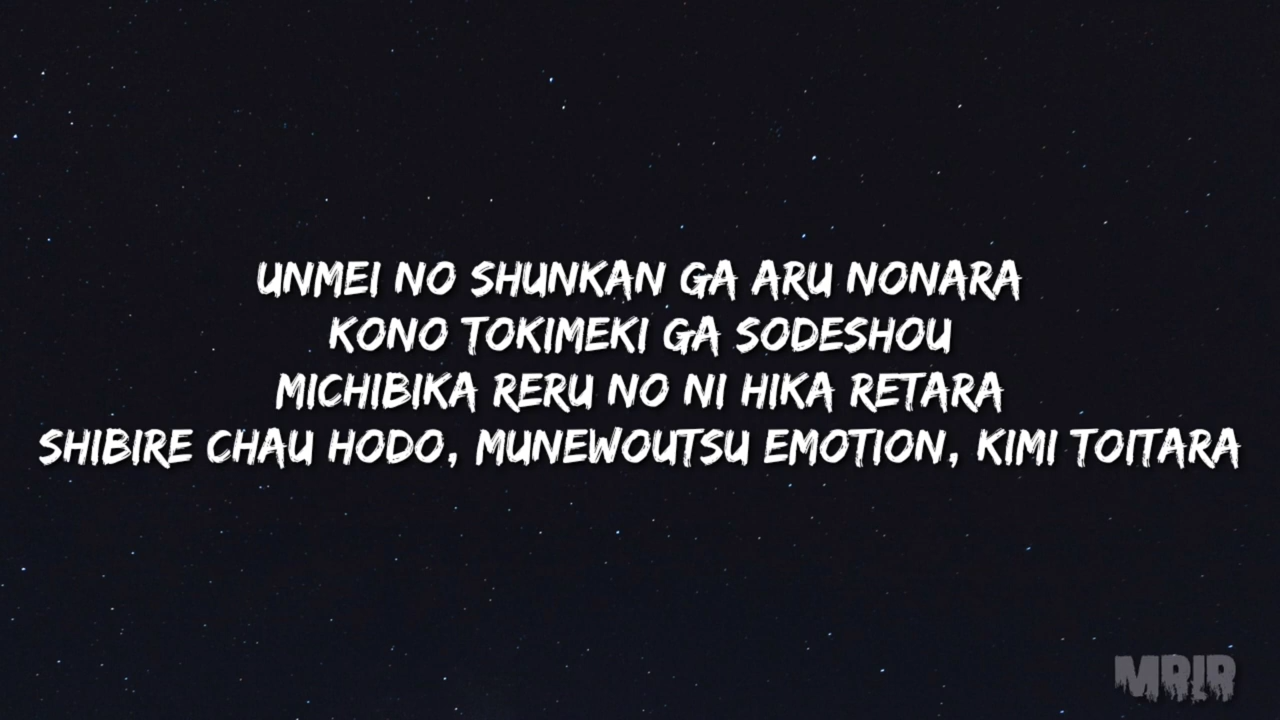 UNMEI NO SHUNKAN GA ARU NONARA
KONO TOKIMEKI GA SODESHOU
MICHIBIKA RERU NO NI HIKA RETARA
SHIBIRE CHAU HODO, MUNEWOUTSU EMOTION, KIMI TOITARA
MRLR